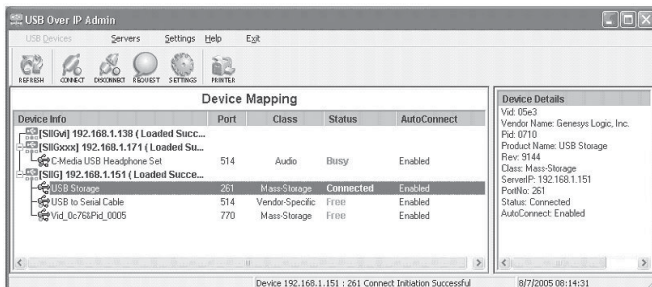 USB Over IP Admin
USB Devices Servers Settings Help Exit
REFRESH CONNECT DISCONNECT REQUEST SETTINGS PRINTER
Device Mapping
Device Info Port Class Status AutoConnect
[SIIGvi] 192.168.1.138 ( Loaded Succ...
[SIIGxxx] 192.168.1.171 ( Loaded Su...
C-Media USB Headphone Set 514 Audio Busy Enabled
[SIIG] 192.168.1.151 ( Loaded Succe...
USB Storage 261 Mass-Storage Connected Enabled
USB to Serial Cable 514 Vendor-Specific Free Enabled
Vid_0c76&Pid_0005 770 Mass-Storage Free Enabled
Device Details
Vid: 05e3
Vendor Name: Genesys Logic, Inc.
Pid: 0710
Product Name: USB Storage
Rev: 9144
Class: Mass-Storage
ServerIP: 192.168.1.151
PortNo: 261
Status: Connected
AutoConnect: Enabled
Device 192.168.1.151 : 261 Connect Initiation Successful 8/7/2005 08:14:31